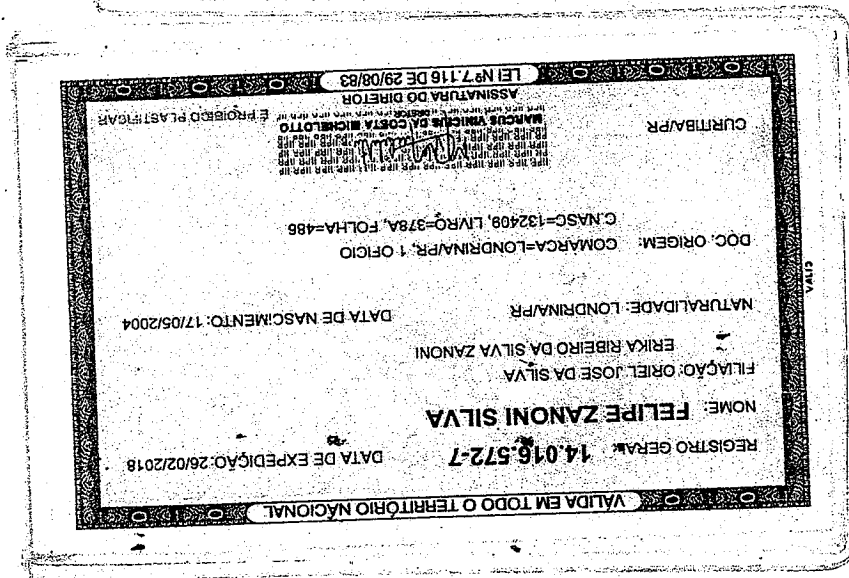 VÁLIDA EM TODO O TERRITÓRIO NACIONAL
REGISTRO GERAL: 14.016.572-7 DATA DE EXPEDIÇÃO: 26/02/2018
NOME: FELIPE ZANONI SILVA
FILIAÇÃO: ORIEL JOSE DA SILVA
ERIKA RIBEIRO DA SILVA ZANONI
NATURALIDADE: LONDRINA/PR DATA DE NASCIMENTO: 17/05/2004
DOC. ORIGEM: COMARCA=LONDRINA/PR, 1 OFICIO
C.NASC=132409, LIVRO=378A, FOLHA=486
CURITIBA/PR
MARCUS VINICIUS DA COSTA MICHELOTTO
É PROIBIDO PLASTIFICAR
ASSINATURA DO DIRETOR
LEI Nº 7.116 DE 29/08/83